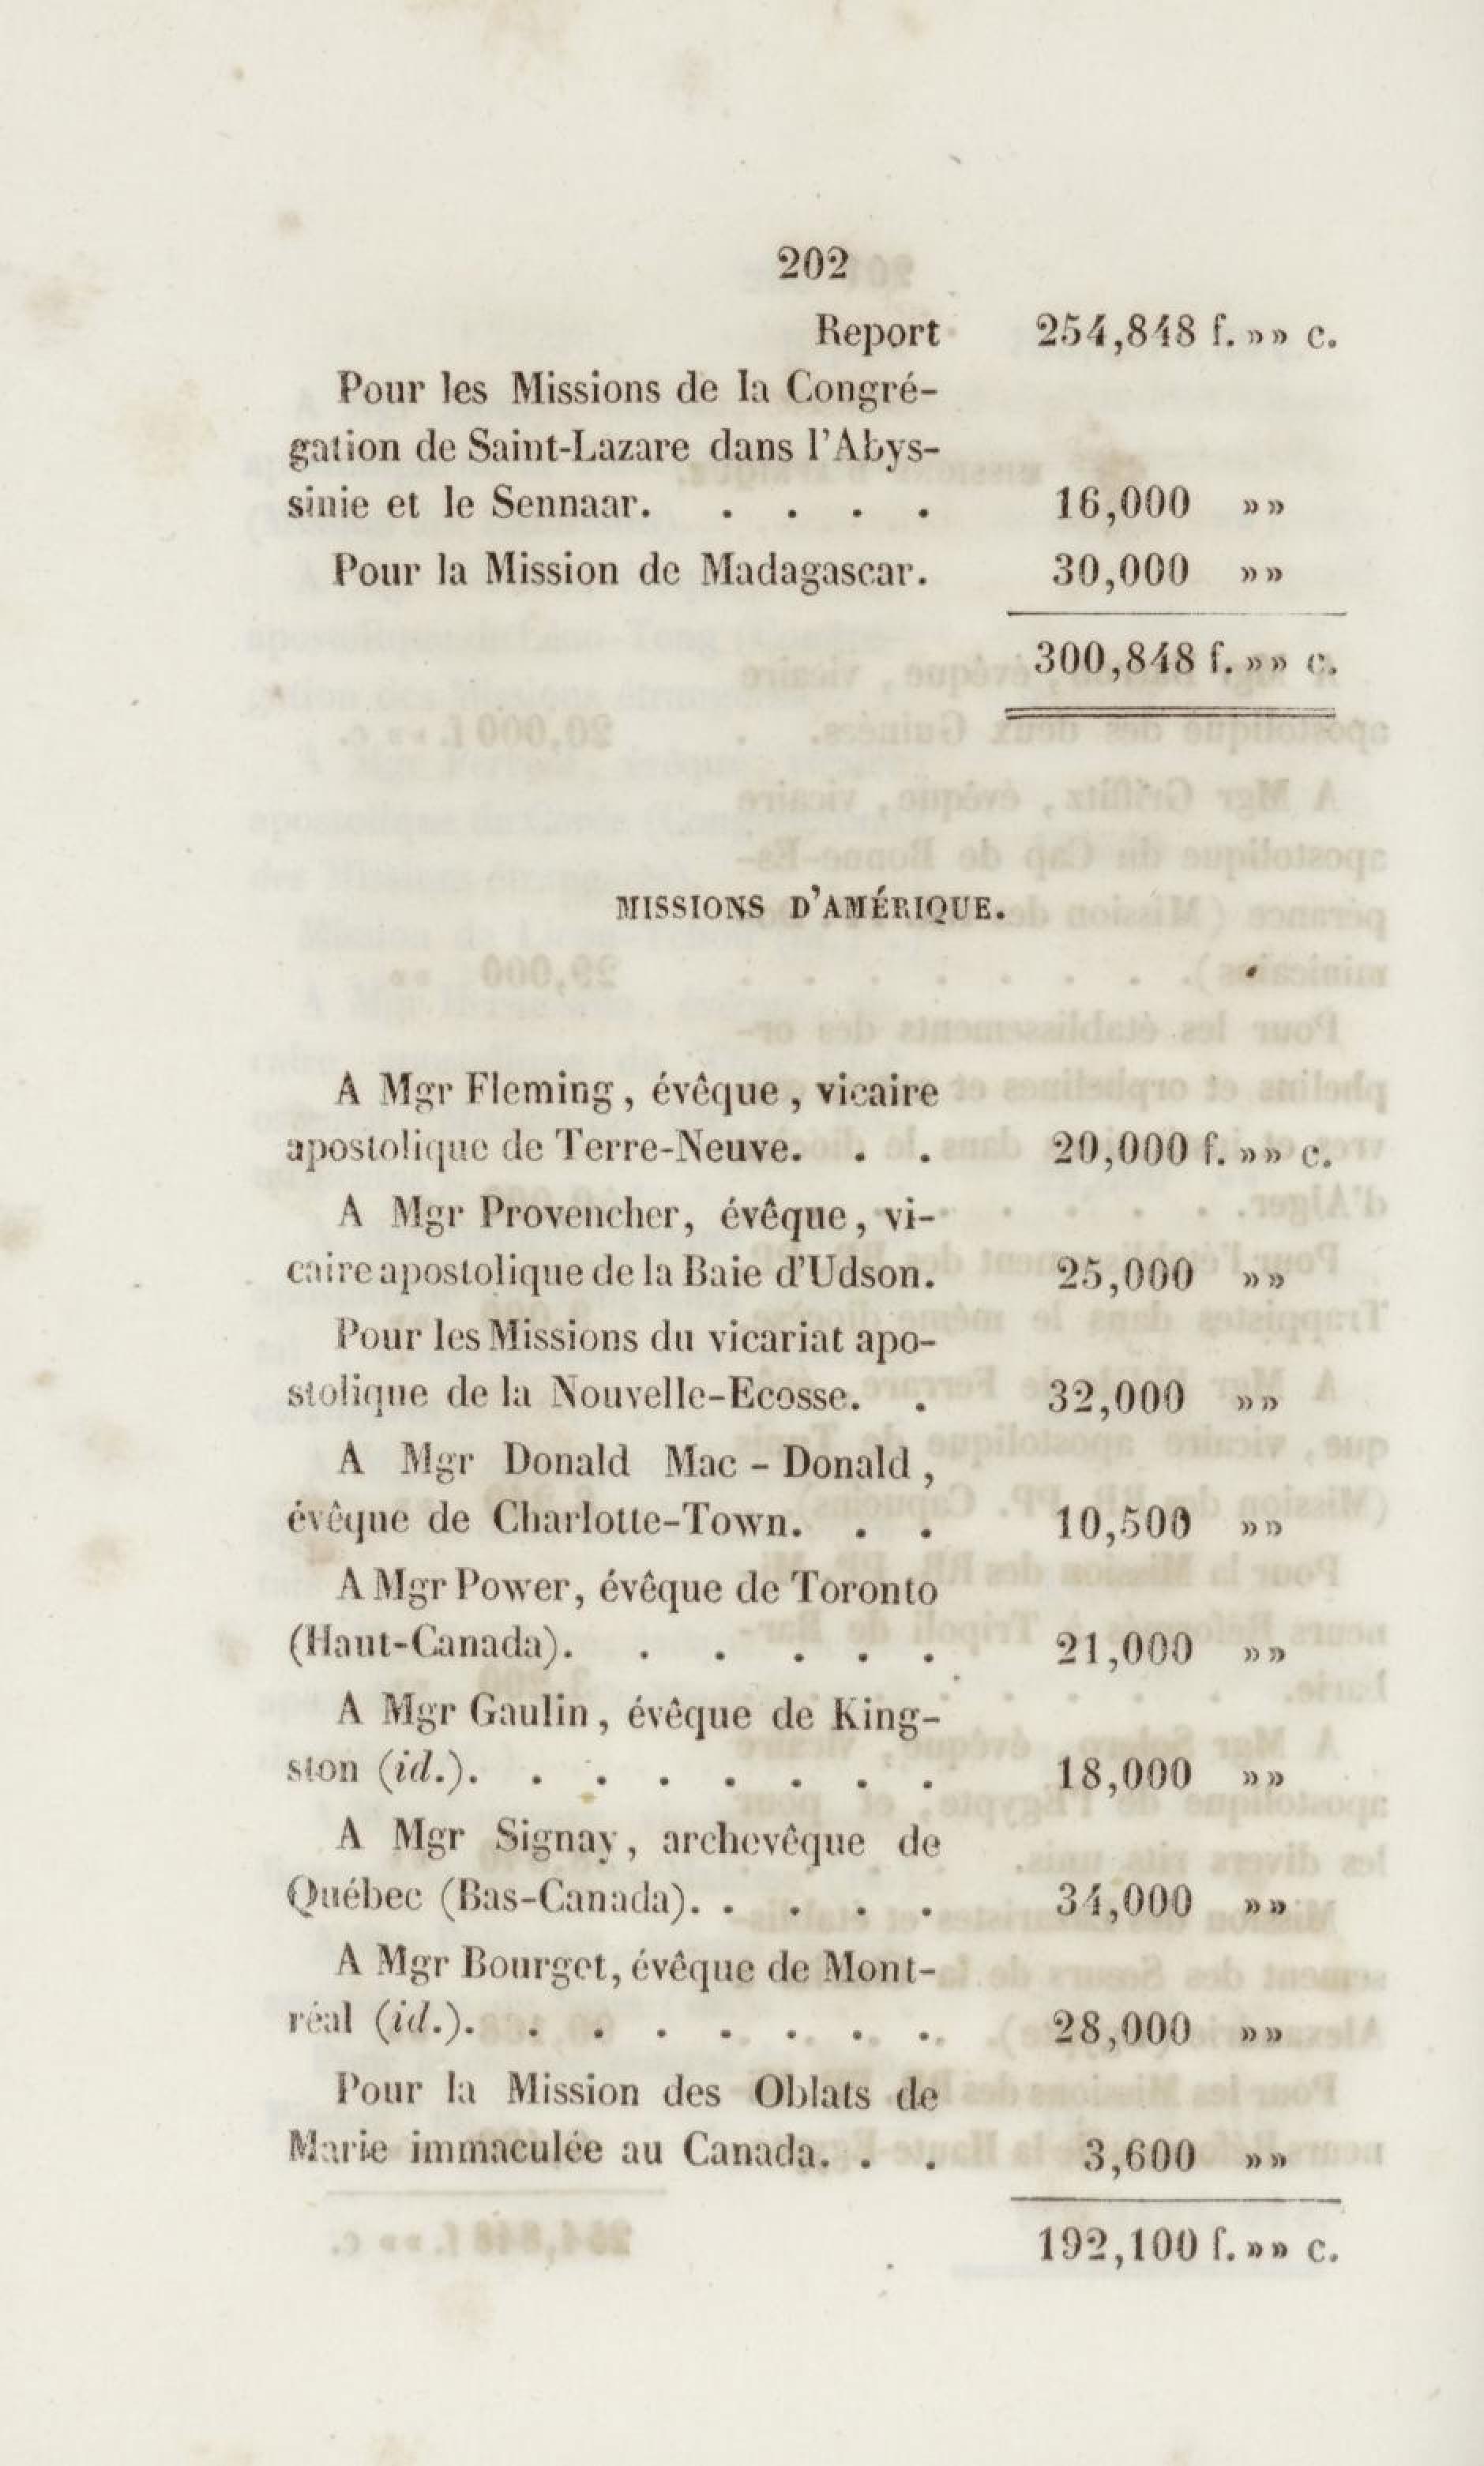 202
Report 254,848 f. »» c.
Pour les Missions de la Congré-
gation de Saint-Lazare dans l'Abys-
sinie et le Sennaar. . . . . 16,000 »»
Pour la Mission de Madagascar. 30,000 »»
300,848 f. »» c.
MISSIONS D'AMÉRIQUE.
A Mgr Fleming, évêque, vicaire
apostolique de Terre-Neuve. . . 20,000 f. »» c.
A Mgr Provencher, évêque, vi-
caire apostolique de la Baie d'Udson. 25,000 »»
Pour les Missions du vicariat apo-
stolique de la Nouvelle-Ecosse. . 32,000 »»
A Mgr Donald Mac-Donald,
évêque de Charlotte-Town. . . 10,500 »»
A Mgr Power, évêque de Toronto
(Haut-Canada). . . . . . 21,000 »»
A Mgr Gaulin, évêque de King-
ston (id.). . . . . . . . 18,000 »»
A Mgr Signay, archevêque de
Québec (Bas-Canada). . . . . 34,000 »»
A Mgr Bourget, évêque de Mont-
réal (id.). . . . . . . . 28,000 »»
Pour la Mission des Oblats de
Marie immaculée au Canada. . . 3,600 »»
192,100 f. »» c.